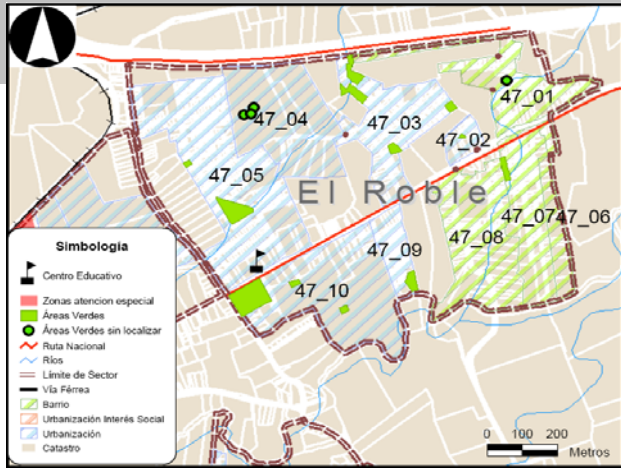 47_01
47_04
47_03
47_02
47_05
El Roble
47_07
47_06
47_08
47_09
47_10
Simbología
Centro Educativo
Zonas atencion especial
Áreas Verdes
Áreas Verdes sin localizar
Ruta Nacional
Ríos
Límite de Sector
Vía Férrea
Barrio
Urbanización Interés Social
Urbanización
Catastro
0 100 200
Metros